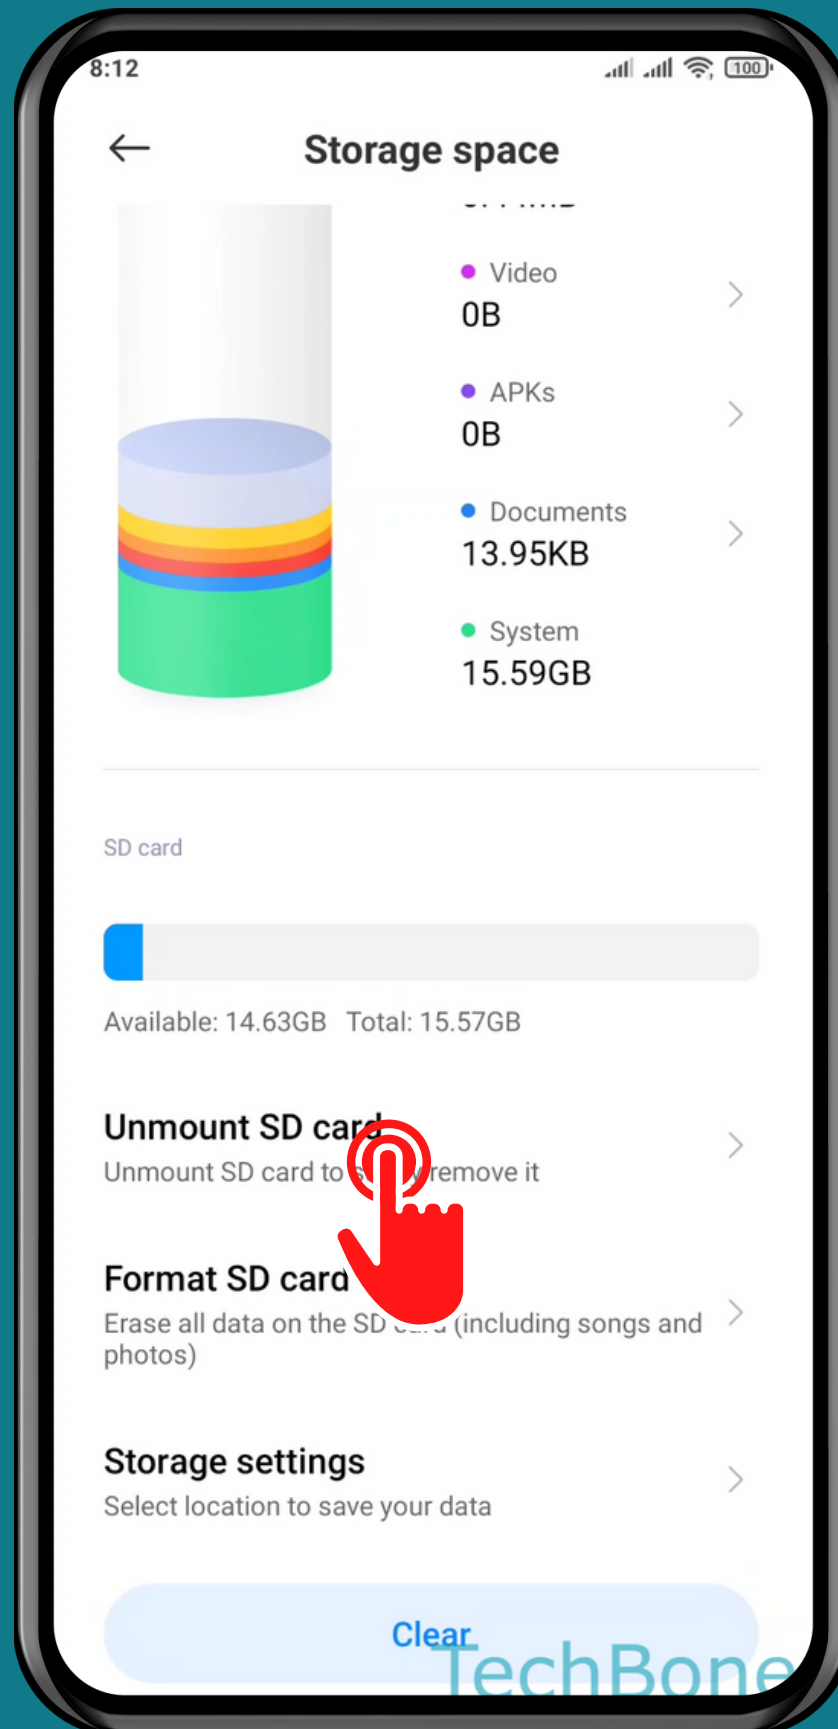 8:12
100
Storage space
Video
0B
APKs
0B
Documents
13.95KB
System
15.59GB
SD card
Available: 14.63GB Total: 15.57GB
Unmount SD card
Unmount SD card to remove it
Format SD card
Erase all data on the SD (including songs and
photos)
Storage settings
Select location to save your data
Clear
TechBone